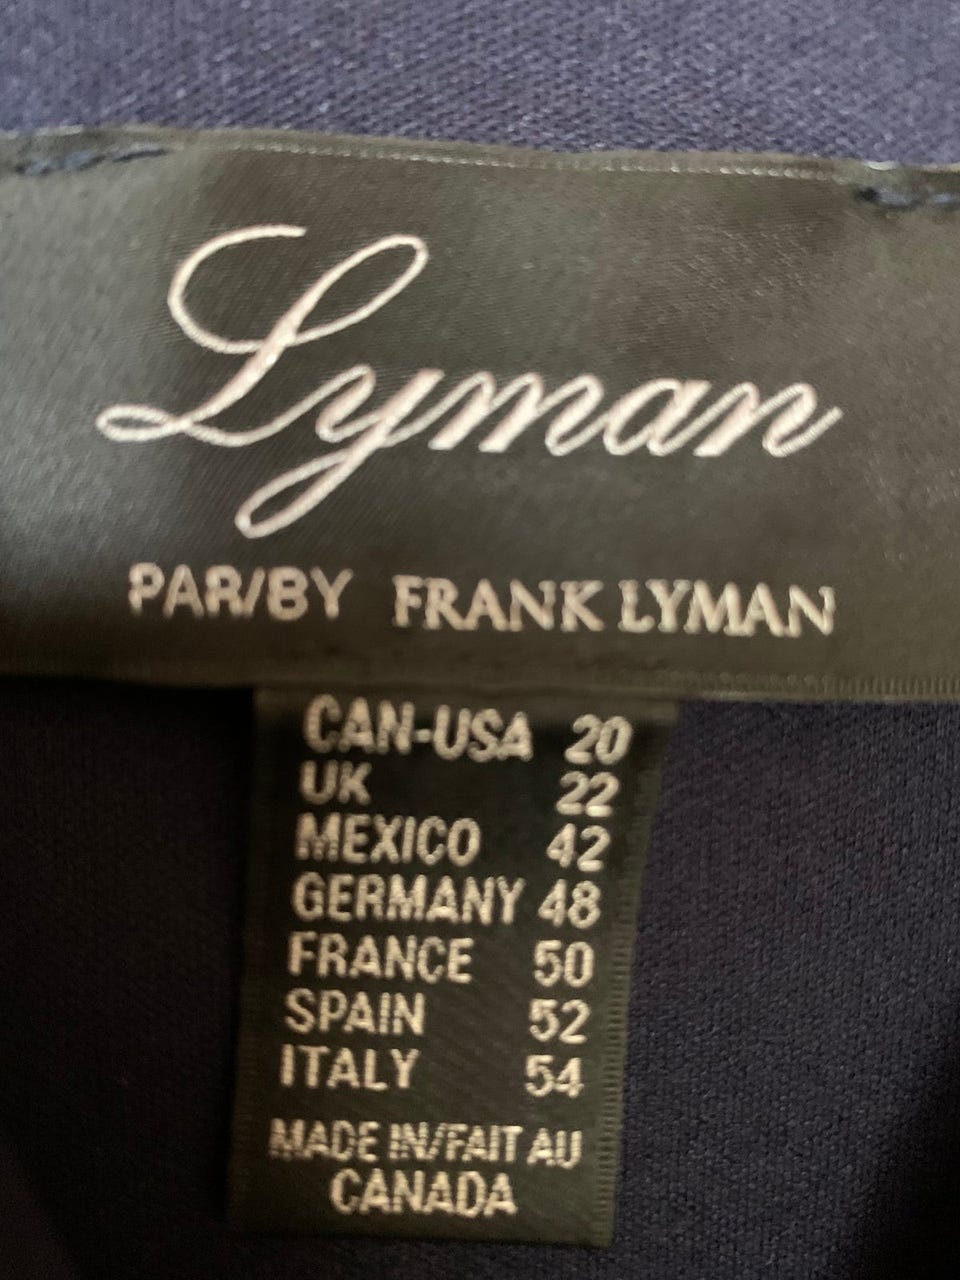 Lyman
PAR/BY FRANK LYMAN
CAN-USA 20
UK 22
MEXICO 42
GERMANY 48
FRANCE 50
SPAIN 52
ITALY 54
MADE IN/FAIT AU
CANADA